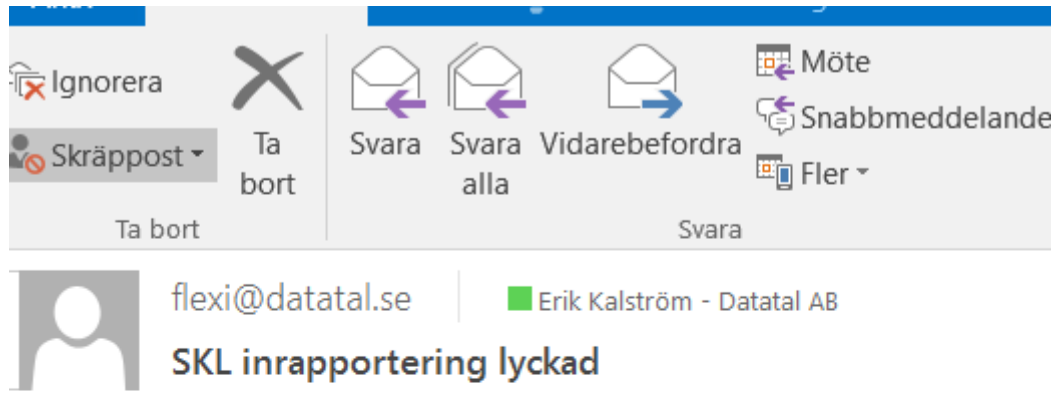 Ignorera
Skräppost
Ta bort
Svara
Svara alla
Vidarebefordra
Möte
Snabbmeddelande
Fler
Ta bort
Svara
flexi@datatal.se
Erik Kalström - Datatal AB
SKL inrapportering lyckad